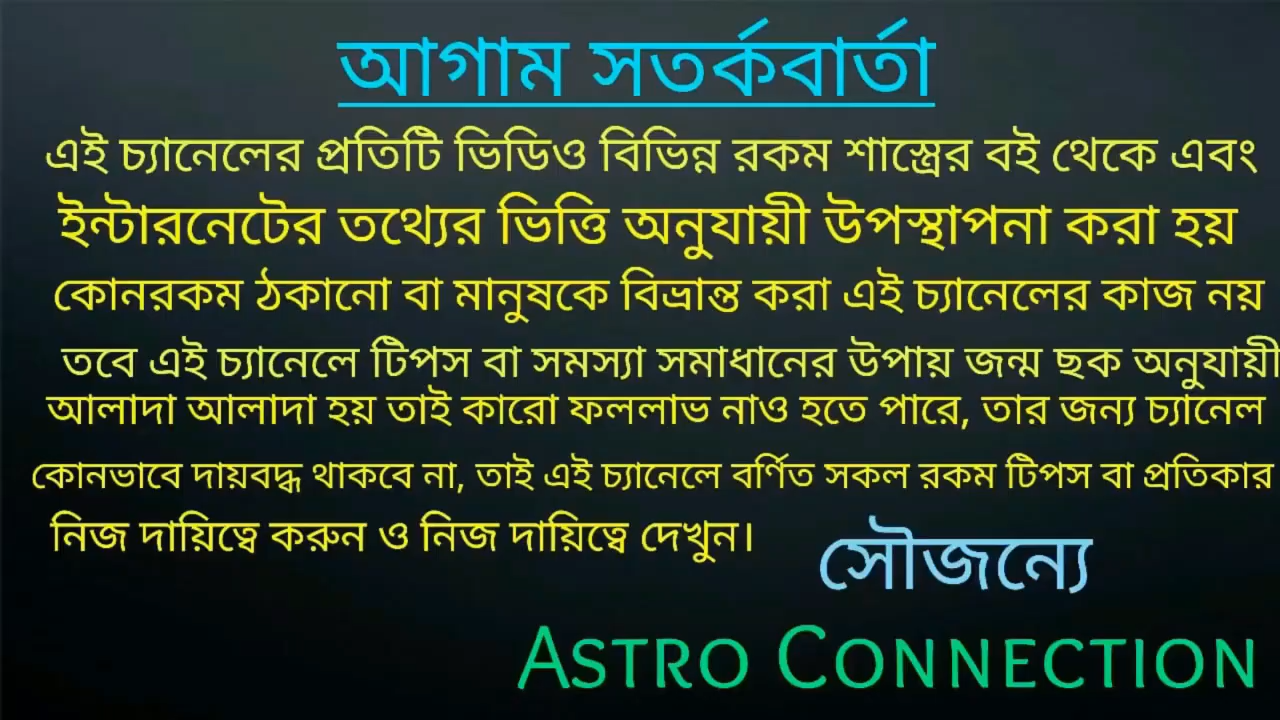 আগাম সতর্কবার্তা
এই চ্যানেলের প্রতিটি ভিডিও বিভিন্ন রকম শাস্ত্রের বই থেকে এবং
ইন্টারনেটের তথ্যের ভিত্তি অনুযায়ী উপস্থাপনা করা হয়
কোনরকম ঠকানো বা মানুষকে বিভ্রান্ত করা এই চ্যানেলের কাজ নয়
তবে এই চ্যানেলে টিপস বা সমস্যা সমাধানের উপায় জন্ম ছক অনুযায়ী
আলাদা আলাদা হয় তাই কারো ফললাভ নাও হতে পারে, তার জন্য চ্যানেল
কোনভাবে দায়বদ্ধ থাকবে না, তাই এই চ্যানেলে বর্ণিত সকল রকম টিপস বা প্রতিকার
নিজ দায়িত্বে করুন ও নিজ দায়িত্বে দেখুন।
সৌজন্যে
ASTRO CONNECTION